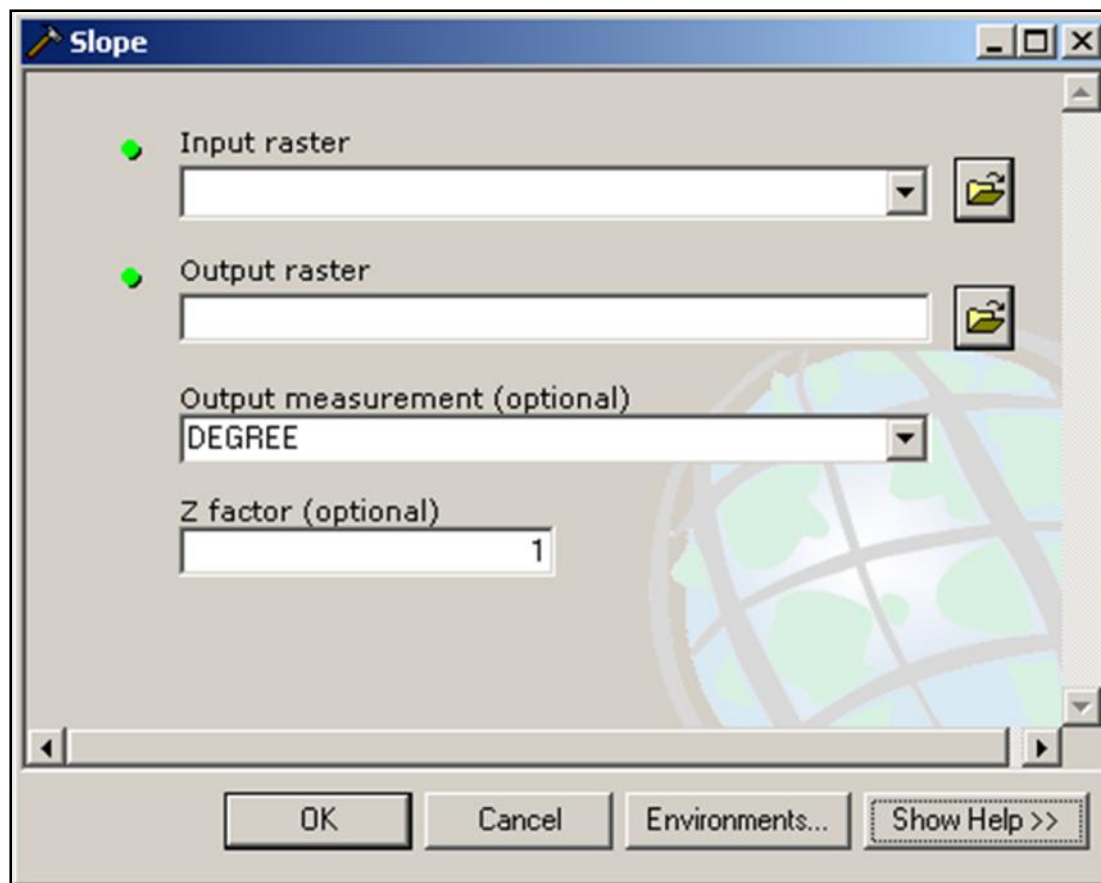 Slope
Input raster
Output raster
Output measurement (optional)
DEGREE
Z factor (optional)
1
OK Cancel Environments... Show Help >>